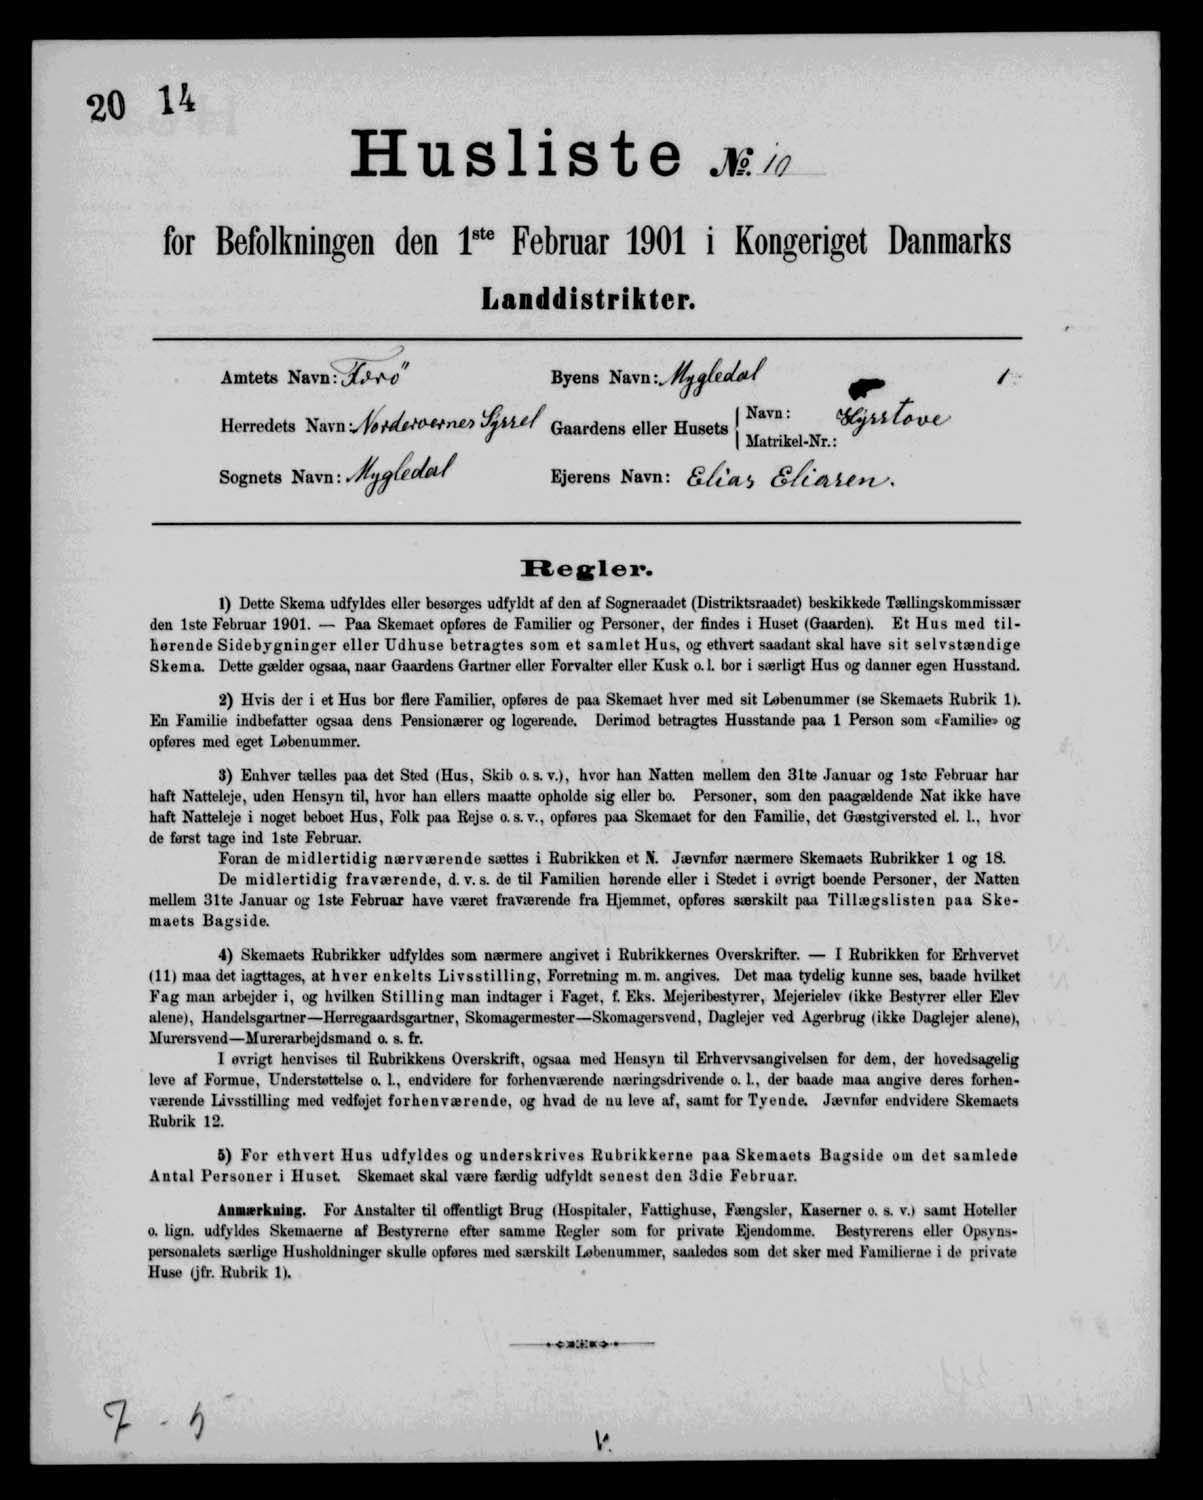 20 14
Husliste No. 10
for Befolkningen den 1ste Februar 1901 i Kongeriget Danmarks
Landdistrikter.
Amtets Navn: Færö
Byens Navn: Mygledal
1
Herredets Navn: Norderoernes Syssel
Gaardens eller Husets
Navn: Hýsstove
Matrikel-Nr.:
Sognets Navn: Mygledal
Ejerens Navn: Elias Eliasen.
Regler.
1) Dette Skema udfyldes eller besørges udfyldt af den af Sogneraadet (Distriktsraadet) beskikkede Tællingskommissær
den 1ste Februar 1901. — Paa Skemaet opføres de Familier og Personer, der findes i Huset (Gaarden). Et Hus med til-
hørende Sidebygninger eller Udhuse betragtes som et samlet Hus, og ethvert saadant skal have sit selvstændige
Skema. Dette gælder ogsaa, naar Gaardens Gartner eller Forvalter eller Kusk o. l. bor i særligt Hus og danner egen Husstand.
2) Hvis der i et Hus bor flere Familier, opføres de paa Skemaet hver med sit Løbenummer (se Skemaets Rubrik 1).
En Familie indbefatter ogsaa dens Pensionærer og logerende. Derimod betragtes Husstande paa 1 Person som «Familie» og
opføres med eget Løbenummer.
3) Enhver tælles paa det Sted (Hus, Skib o. s. v.), hvor han Natten mellem den 31te Januar og 1ste Februar har
haft Natteleje, uden Hensyn til, hvor han ellers maatte opholde sig eller bo. Personer, som den paagældende Nat ikke have
haft Natteleje i noget beboet Hus, Folk paa Rejse o. s. v., opføres paa Skemaet for den Familie, det Gæstgiversted el. l., hvor
de først tage ind 1ste Februar.
Foran de midlertidig nærværende sættes i Rubrikken et N. Jævnfør nærmere Skemaets Rubrikker 1 og 18.
De midlertidig fraværende, d. v. s. de til Familien hørende eller i Stedet i øvrigt boende Personer, der Natten
mellem 31te Januar og 1ste Februar have været fraværende fra Hjemmet, opføres særskilt paa Tillægslisten paa Ske-
maets Bagside.
4) Skemaets Rubrikker udfyldes som nærmere angivet i Rubrikkernes Overskrifter. — I Rubrikken for Erhvervet
(11) maa det iagttages, at hver enkelts Livsstilling, Forretning m. m. angives. Det maa tydelig kunne ses, baade hvilket
Fag man arbejder i, og hvilken Stilling man indtager i Faget, f. Eks. Mejeribestyrer, Mejerielev (ikke Bestyrer eller Elev
alene), Handelsgartner—Herregaardsgartner, Skomagermester—Skomagersvend, Daglejer ved Agerbrug (ikke Daglejer alene),
Murersvend—Murerarbejdsmand o. s. fr.
I øvrigt henvises til Rubrikkens Overskrift, ogsaa med Hensyn til Erhvervsangivelsen for dem, der hovedsagelig
leve af Formue, Understøttelse o. l., endvidere for forhenværende næringsdrivende o. l., der baade maa angive deres forhen-
værende Livsstilling med vedføjet forhenværende, og hvad de nu leve af, samt for Tyende. Jævnfør endvidere Skemaets
Rubrik 12.
5) For ethvert Hus udfyldes og underskrives Rubrikkerne paa Skemaets Bagside om det samlede
Antal Personer i Huset. Skemaet skal være færdig udfyldt senest den 3die Februar.
Anmærkning. For Anstalter til offentligt Brug (Hospitaler, Fattighuse, Fængsler, Kaserner o. s. v.) samt Hoteller
o. lign. udfyldes Skemaerne af Bestyrerne efter samme Regler som for private Ejendomme. Bestyrerens eller Opsyns-
personalets særlige Husholdninger skulle opføres med særskilt Løbenummer, saaledes som det sker med Familierne i de private
Huse (jfr. Rubrik 1).
7 - 5